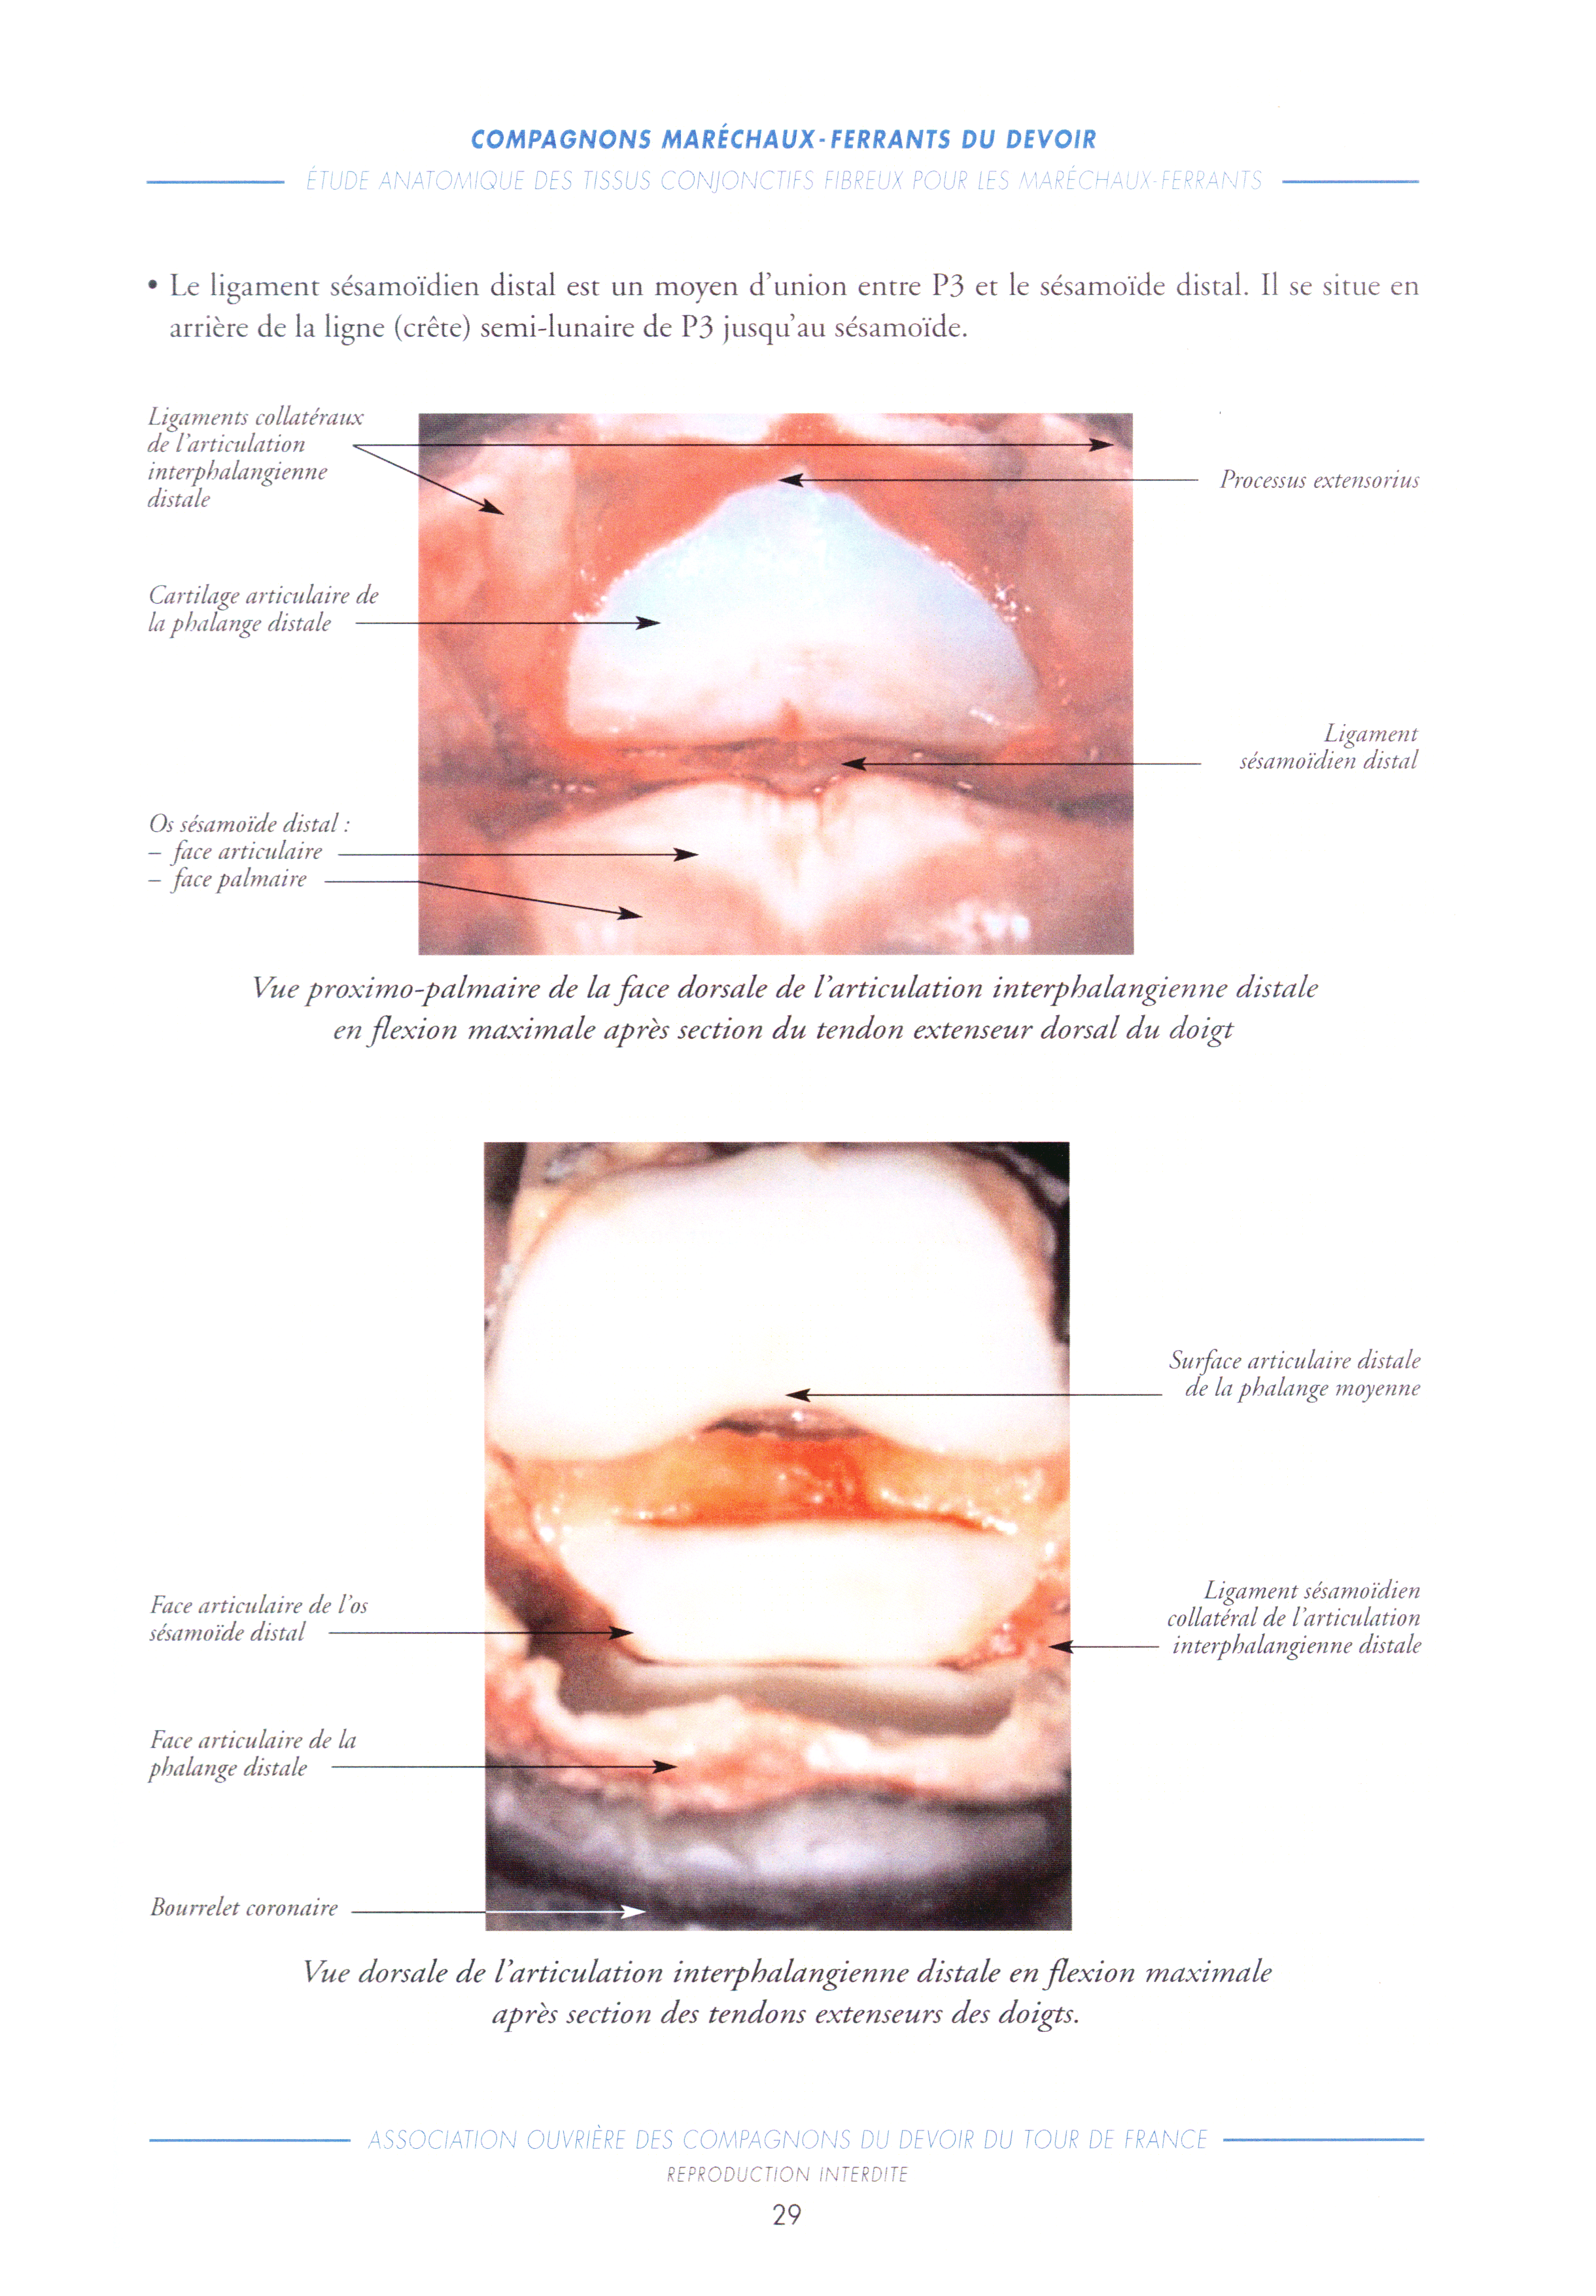 COMPAGNONS MARÉCHAUX-FERRANTS DU DEVOIR
ÉTUDE ANATOMIQUE DES TISSUS CONJONCTIFS FIBREUX POUR LES MARÉCHAUX-FERRANTS
• Le ligament sésamoïdien distal est un moyen d'union entre P3 et le sésamoïde distal. Il se situe en
arrière de la ligne (crête) semi-lunaire de P3 jusqu'au sésamoïde.
Ligaments collatéraux
de l'articulation
interphalangienne
distale
Processus extensorius
Cartilage articulaire de
la phalange distale
Ligament
sésamoïdien distal
Os sésamoïde distal :
– face articulaire
– face palmaire
Vue proximo-palmaire de la face dorsale de l'articulation interphalangienne distale
en flexion maximale après section du tendon extenseur dorsal du doigt
Surface articulaire distale
de la phalange moyenne
Face articulaire de l'os
sésamoïde distal
Ligament sésamoïdien
collatéral de l'articulation
interphalangienne distale
Face articulaire de la
phalange distale
Bourrelet coronaire
Vue dorsale de l'articulation interphalangienne distale en flexion maximale
après section des tendons extenseurs des doigts.
ASSOCIATION OUVRIÈRE DES COMPAGNONS DU DEVOIR DU TOUR DE FRANCE
REPRODUCTION INTERDITE
29